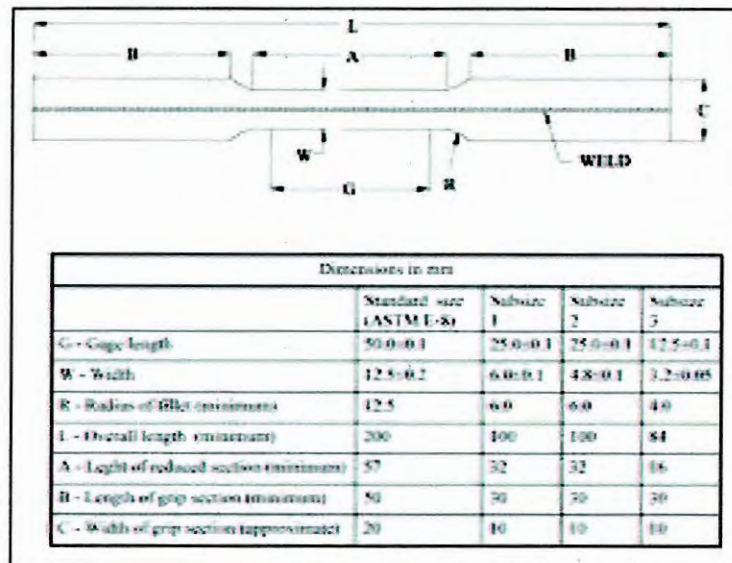 L
B A B
C
W
WELD
R
G
Dimensions in mm
Standard size (ASTM E-8) Subsize 1 Subsize 2 Subsize 3
G - Gage length 50.0±0.1 25.0±0.1 25.0±0.1 12.5±0.1
W - Width 12.5±0.2 6.0±0.1 4.8±0.1 3.2±0.05
R - Radius of fillet (minimum) 12.5 6.0 6.0 4.0
L - Overall length (minimum) 200 100 100 84
A - Leght of reduced section (minimum) 57 32 32 16
B - Length of grip section (minimum) 50 30 30 30
C - Width of grip section (approximate) 20 10 10 10